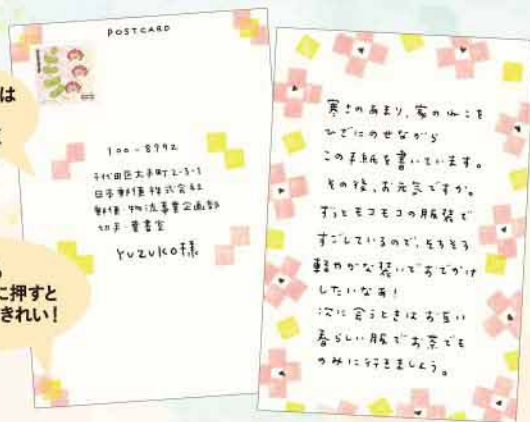 は
POSTCARD
100-8792
千代田区大手町2-3-1
日本郵便株式会社
郵便・物流事業企画部
切手・葉書室
YUZUKO様
に押すと
きれい!
寒さのあまり、家のねこを
ひざにのせながら
この手紙を書いています。
その後、お元気ですか。
ずっとモコモコの服装で
すごしているので、そろそろ
軽やかな装いでおでかけ
したいなあ!
次に会うときはお互い
春らしい服でお茶でも
のみに行きましょう。